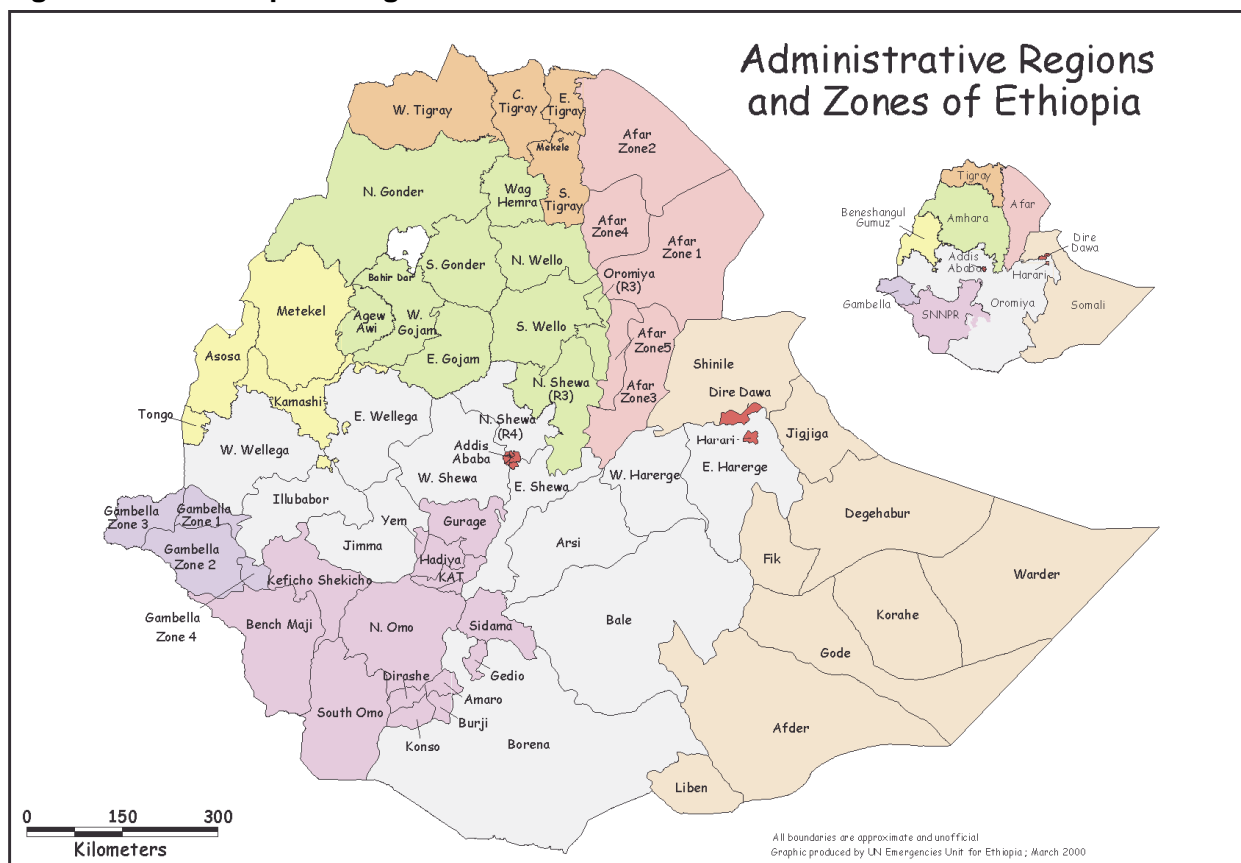 Administrative Regions
and Zones of Ethiopia
W. Tigray
C.
Tigray
E.
Tigray
Mekele
S.
Tigray
Afar
Zone2
N. Gonder
Wag
Hemra
Afar
Zone4
Afar
Zone 1
S. Gonder
N. Wello
Bahir Dar
Oromiya
(R3)
Metekel
Agew
Awi
W.
Gojam
S. Wello
Afar
Zone5
E. Gojam
Asosa
Shinile
N. Shewa
(R3)
Afar
Zone3
Dire Dawa
Kamashi
Tongo
E. Wellega
N. Shewa
(R4)
Harari
Jigjiga
W. Wellega
Addis
Ababa
W. Shewa
E. Shewa
W. Harerge
E. Harerge
Illubabor
Gambella
Zone 3
Gambella
Zone 1
Yem
Gurage
Degehabur
Jimma
Arsi
Gambella
Zone 2
Hadiya
KAT
Fik
Keficho Shekicho
Warder
Gambella
Zone 4
Bench Maji
N. Omo
Sidama
Bale
Korahe
Gode
Gedio
Dirashe
Amaro
South Omo
Burji
Konso
Borena
Afder
Liben
Tigray
Afar
Beneshangul
Gumuz
Amhara
Dire
Dawa
Addis
Ababa
Harari
Gambella
Oromiya
Somali
SNNPR
0 150 300
Kilometers
All boundaries are approximate and unofficial
Graphic produced by UN Emergencies Unit for Ethiopia ; March 2000